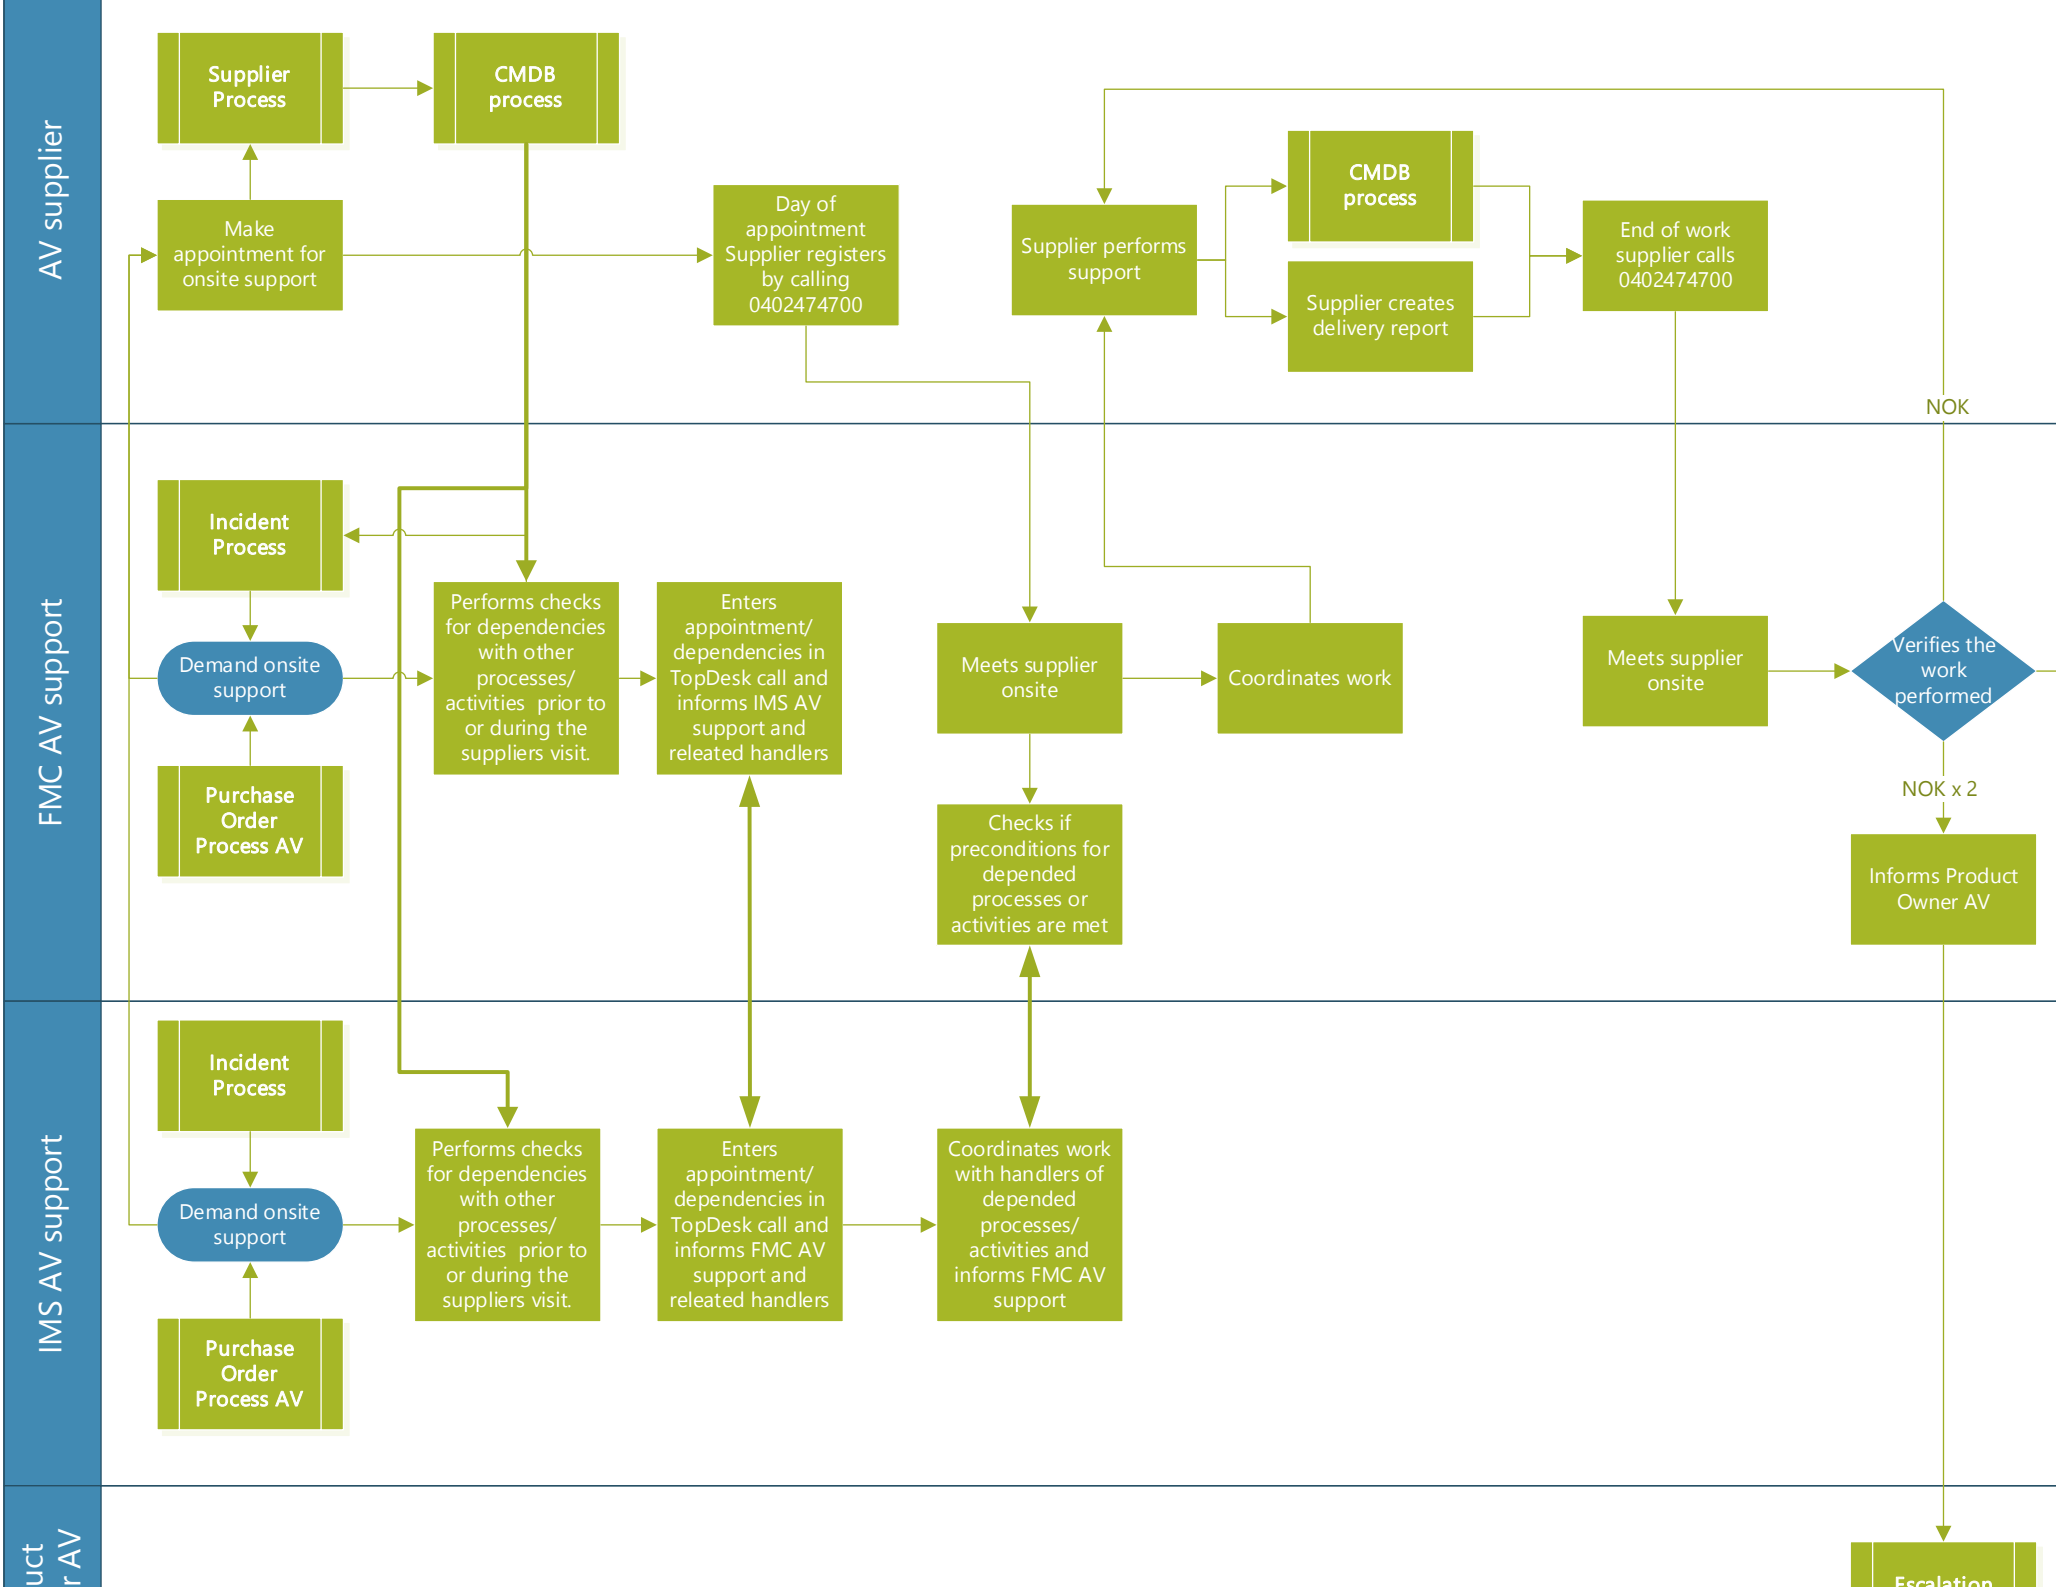 AV supplier
Supplier
Process
CMDB
process
Make
appointment for
onsite support
Day of
appointment
Supplier registers
by calling
0402474700
Supplier performs
support
CMDB
process
Supplier creates
delivery report
End of work
supplier calls
0402474700
NOK
FMC AV support
Incident
Process
Demand onsite
support
Purchase
Order
Process AV
Performs checks
for dependencies
with other
processes/
activities prior to
or during the
suppliers visit.
Enters
appointment/
dependencies in
TopDesk call and
informs IMS AV
support and
releated handlers
Meets supplier
onsite
Coordinates work
Checks if
preconditions for
depended
processes or
activities are met
Meets supplier
onsite
Verifies the
work
performed
NOK x 2
Informs Product
Owner AV
IMS AV support
Incident
Process
Demand onsite
support
Purchase
Order
Process AV
Performs checks
for dependencies
with other
processes/
activities prior to
or during the
suppliers visit.
Enters
appointment/
dependencies in
TopDesk call and
informs FMC AV
support and
releated handlers
Coordinates work
with handlers of
depended
processes/
activities and
informs FMC AV
support
uct
r AV
Escalation